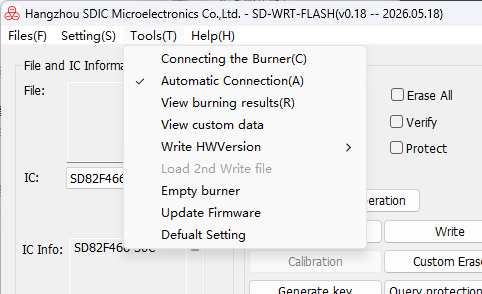 Hangzhou SDIC Microelectronics Co.,Ltd. - SD-WRT-FLASH(v0.18 -- 2026.05.18)
Files(F) Setting(S) Tools(T) Help(H)
File and IC Informa
File:
IC:
SD82F466
IC Info:
Connecting the Burner(C)
Automatic Connection(A)
View burning results(R)
View custom data
Write HWVersion
Load 2nd Write file
Empty burner
Update Firmware
Defualt Setting
Erase All
Verify
Protect
eration
Write
Calibration
Custom Eras
Generate key
Query protection